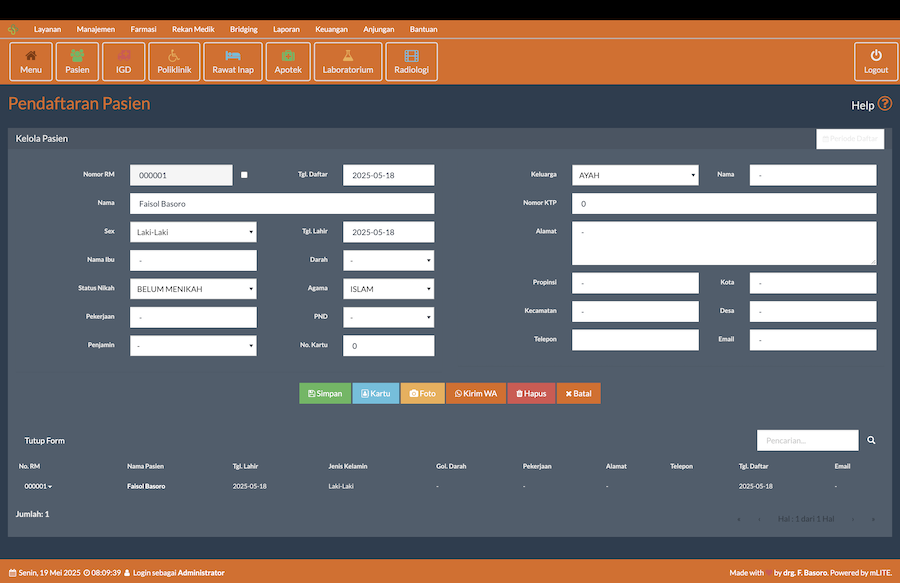 Layanan Manajemen Farmasi Rekan Medik Bridging Laporan Keuangan Anjungan Bantuan
Menu Pasien IGD Poliklinik Rawat Inap Apotek Laboratorium Radiologi Logout
Pendaftaran Pasien Help
Kelola Pasien
Nomor RM 000001 Tgl. Daftar 2025-05-18 Keluarga AYAH Nama -
Nama Faisol Basoro Nomor KTP 0
Sex Laki-Laki Tgl. Lahir 2025-05-18 Alamat -
Nama Ibu - Darah -
Status Nikah BELUM MENIKAH Agama ISLAM Propinsi - Kota -
Pekerjaan - PND - Kecamatan - Desa -
Penjamin - No. Kartu 0 Telepon Email -
Simpan Kartu Foto Kirim WA Hapus Batal
Tutup Form Pencarian...
No. RM Nama Pasien Tgl. Lahir Jenis Kelamin Gol. Darah Pekerjaan Alamat Telepon Tgl. Daftar Email
000001 Faisol Basoro 2025-05-18 Laki-Laki - - - 2025-05-18 -
Jumlah: 1 Hal : 1 dari 1 Hal
Senin, 19 Mei 2025 08:09:39 Login sebagai Administrator Made with by drg. F. Basoro. Powered by mLITE.